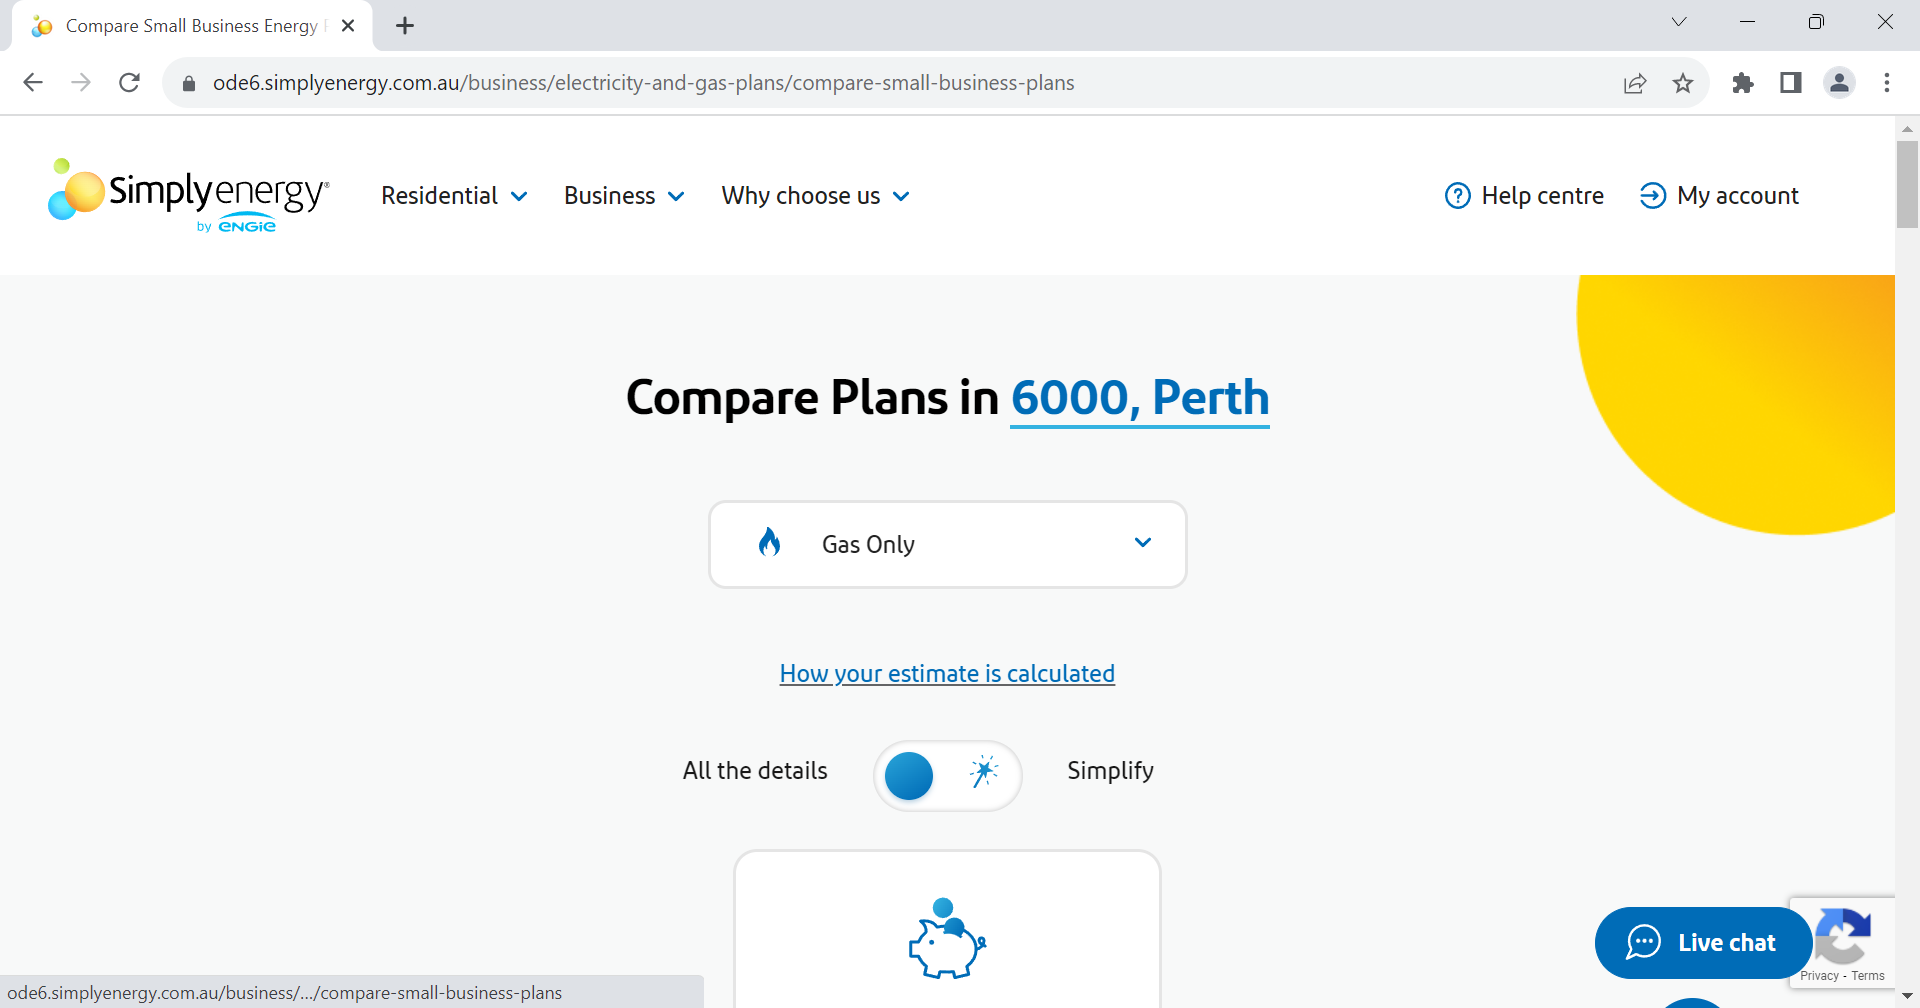 Compare Small Business Energy
ode6.simplyenergy.com.au/business/electricity-and-gas-plans/compare-small-business-plans
Simply energy®
by ENGIE
Residential
Business
Why choose us
Help centre
My account
Compare Plans in 6000, Perth
Gas Only
How your estimate is calculated
All the details
Simplify
Live chat
Privacy - Terms
ode6.simplyenergy.com.au/business/.../compare-small-business-plans